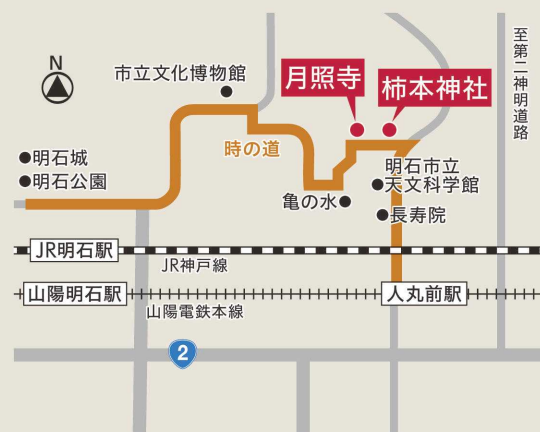 N
市立文化博物館
月照寺
柿本神社
至第二神明道路
明石城
明石公園
時の道
明石市立
天文科学館
亀の水
長寿院
JR明石駅
JR神戸線
山陽明石駅
人丸前駅
山陽電鉄本線
2